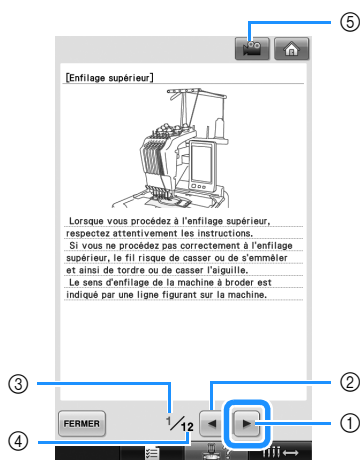 ⑤
[Enfilage supérieur]
Lorsque vous procédez à l'enfilage supérieur,
respectez attentivement les instructions.
Si vous ne procédez pas correctement à l'enfilage
supérieur, le fil risque de casser ou de s'emmêler
et ainsi de tordre ou de casser l'aiguille.
Le sens d'enfilage de la machine à broder est
indiqué par une ligne figurant sur la machine.
③
②
FERMER
1/12
①
④
?